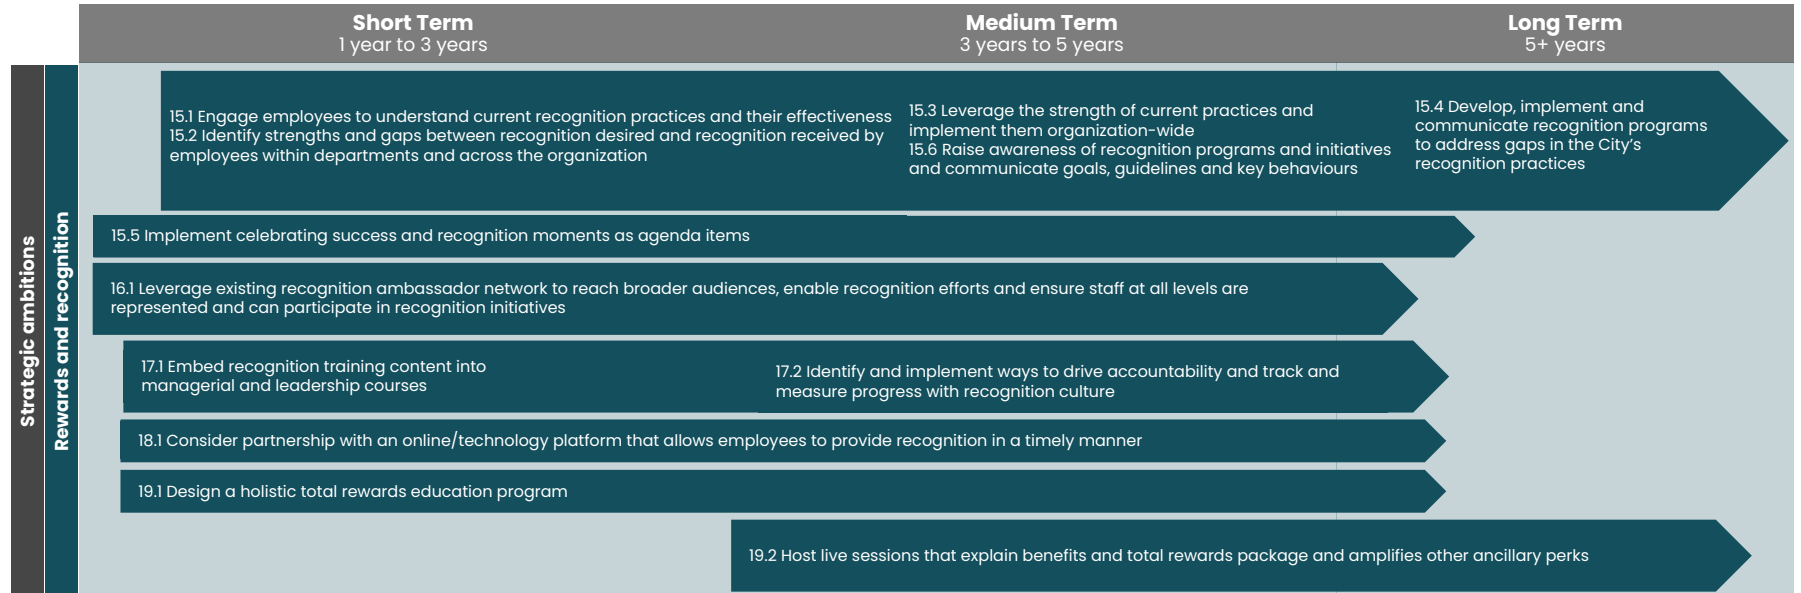 Short Term
1 year to 3 years
Medium Term
3 years to 5 years
Long Term
5+ years
Strategic ambitions
Rewards and recognition
15.1 Engage employees to understand current recognition practices and their effectiveness
15.2 Identify strengths and gaps between recognition desired and recognition received by
employees within departments and across the organization
15.3 Leverage the strength of current practices and
implement them organization-wide
15.6 Raise awareness of recognition programs and initiatives
and communicate goals, guidelines and key behaviours
15.4 Develop, implement and
communicate recognition programs
to address gaps in the City's
recognition practices
15.5 Implement celebrating success and recognition moments as agenda items
16.1 Leverage existing recognition ambassador network to reach broader audiences, enable recognition efforts and ensure staff at all levels are
represented and can participate in recognition initiatives
17.1 Embed recognition training content into
managerial and leadership courses
17.2 Identify and implement ways to drive accountability and track and
measure progress with recognition culture
18.1 Consider partnership with an online/technology platform that allows employees to provide recognition in a timely manner
19.1 Design a holistic total rewards education program
19.2 Host live sessions that explain benefits and total rewards package and amplifies other ancillary perks